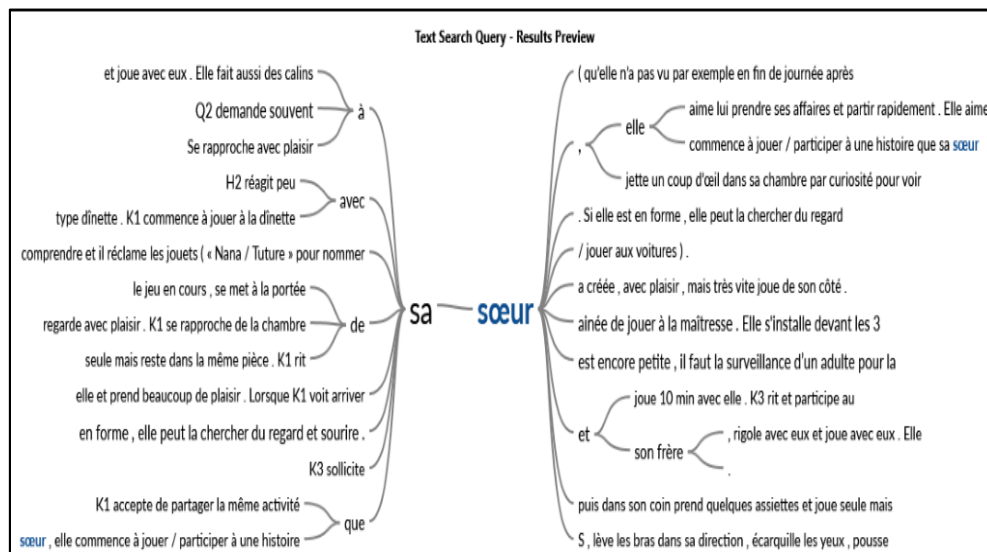 Text Search Query - Results Preview
et joue avec eux . Elle fait aussi des calins
Q2 demande souvent
Se rapproche avec plaisir
à
H2 réagit peu
type dînette . K1 commence à jouer à la dînette
avec
comprendre et il réclame les jouets ( « Nana / Tuture » pour nommer
le jeu en cours , se met à la portée
regarde avec plaisir . K1 se rapproche de la chambre
seule mais reste dans la même pièce . K1 rit
de
elle et prend beaucoup de plaisir . Lorsque K1 voit arriver
en forme , elle peut la chercher du regard et sourire .
K3 sollicite
K1 accepte de partager la même activité
sœur , elle commence à jouer / participer à une histoire
que
sa
sœur
( qu'elle n'a pas vu par exemple en fin de journée après
,
elle
aime lui prendre ses affaires et partir rapidement . Elle aime
commence à jouer / participer à une histoire que sa sœur
jette un coup d'œil dans sa chambre par curiosité pour voir
. Si elle est en forme , elle peut la chercher du regard
/ jouer aux voitures ) .
a créée , avec plaisir , mais très vite joue de son côté .
ainée de jouer à la maîtresse . Elle s'installe devant les 3
est encore petite , il faut la surveillance d'un adulte pour la
et
joue 10 min avec elle . K3 rit et participe au
son frère
, rigole avec eux et joue avec eux . Elle
.
puis dans son coin prend quelques assiettes et joue seule mais
S , lève les bras dans sa direction , écarquille les yeux , pousse